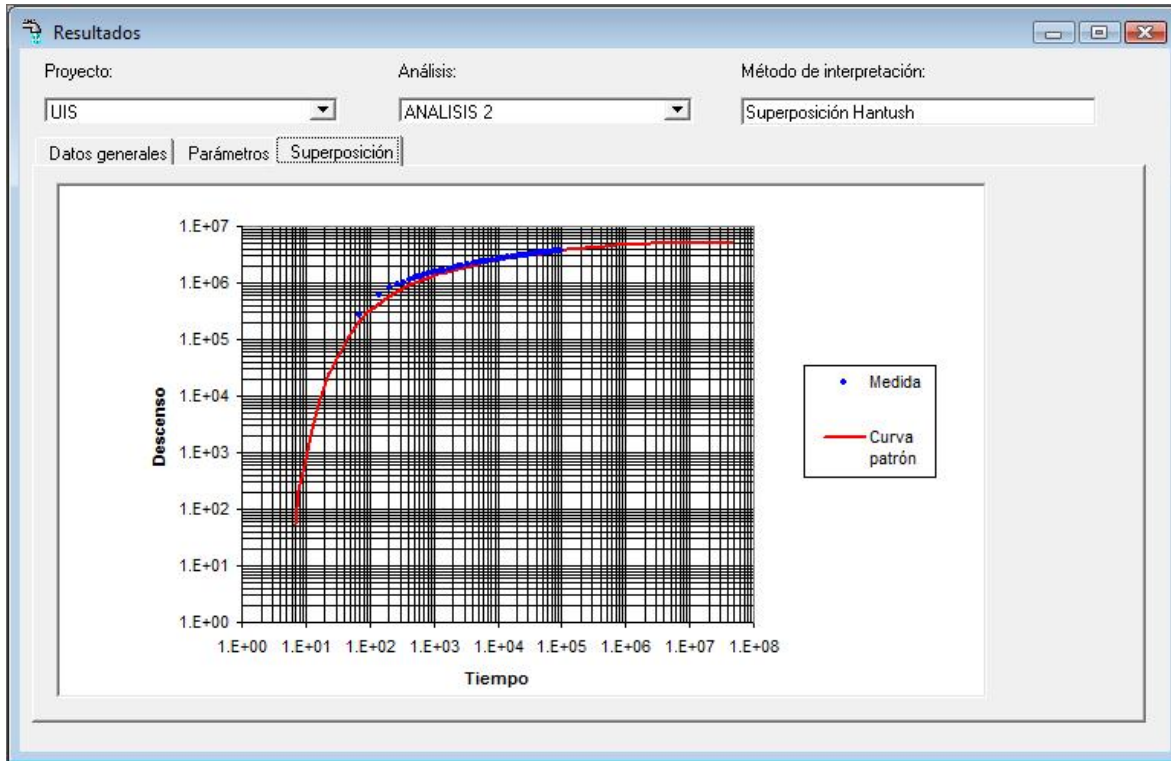 Resultados
Proyecto: Análisis: Método de interpretación:
UIS ANALISIS 2 Superposición Hantush
Datos generales Parámetros Superposición
1.E+07
1.E+06
1.E+05
1.E+04
1.E+03
1.E+02
1.E+01
1.E+00
Descenso
1.E+00 1.E+01 1.E+02 1.E+03 1.E+04 1.E+05 1.E+06 1.E+07 1.E+08
Tiempo
Medida
Curva
patrón